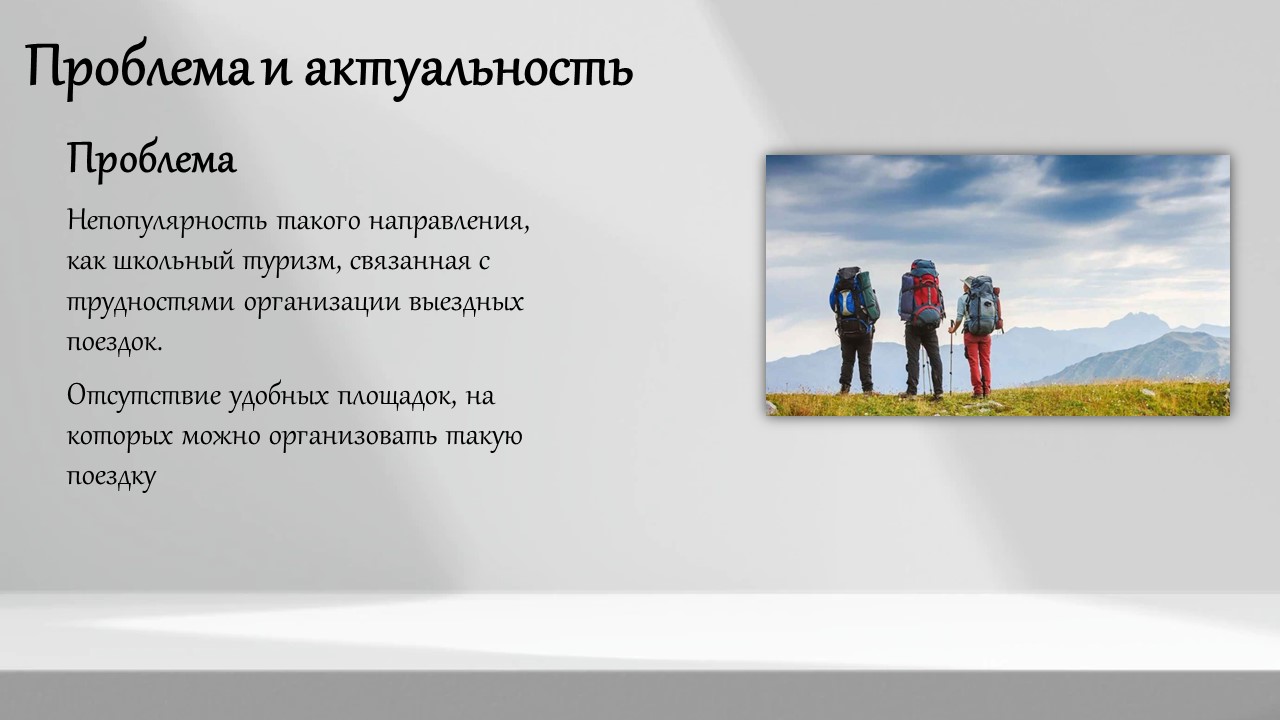 Проблема и актуальность
Проблема
Непопулярность такого направления,
как школьный туризм, связанная с
трудностями организации выездных
поездок.
Отсутствие удобных площадок, на
которых можно организовать такую
поездку